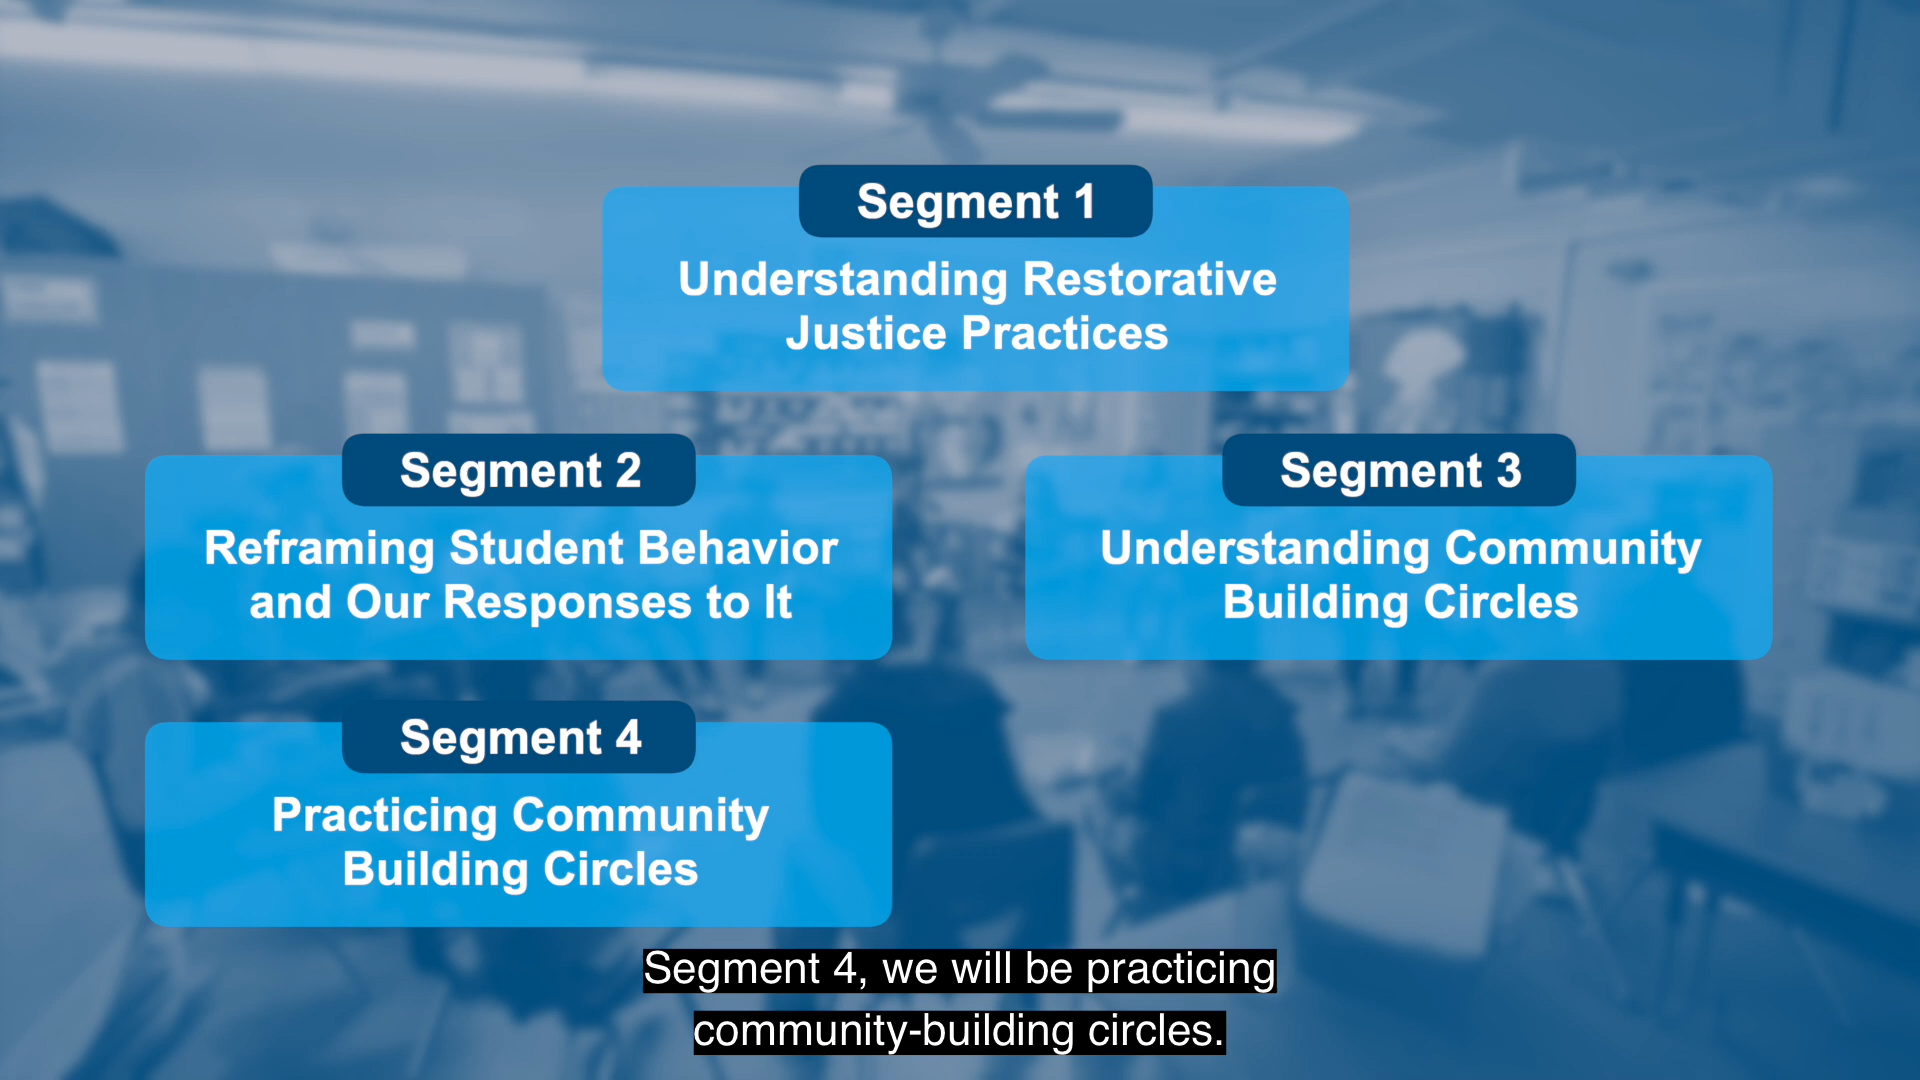 Segment 1
Understanding Restorative
Justice Practices
Segment 2
Reframing Student Behavior
and Our Responses to It
Segment 3
Understanding Community
Building Circles
Segment 4
Practicing Community
Building Circles
Segment 4, we will be practicing
community-building circles.